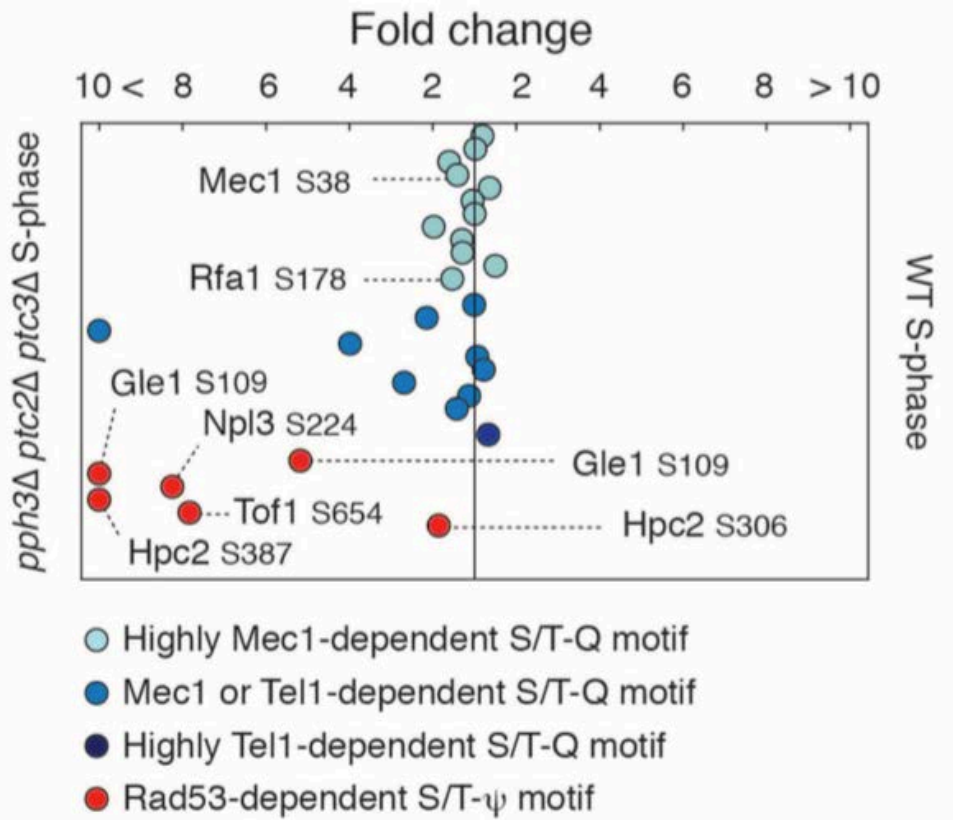 Fold change
10 < 8 6 4 2 2 4 6 8 > 10
pph3Δ ptc2Δ ptc3Δ S-phase
WT S-phase
Mec1 S38
Rfa1 S178
Gle1 S109
Npl3 S224
Gle1 S109
Tof1 S654
Hpc2 S306
Hpc2 S387
Highly Mec1-dependent S/T-Q motif
Mec1 or Tel1-dependent S/T-Q motif
Highly Tel1-dependent S/T-Q motif
Rad53-dependent S/T-ψ motif